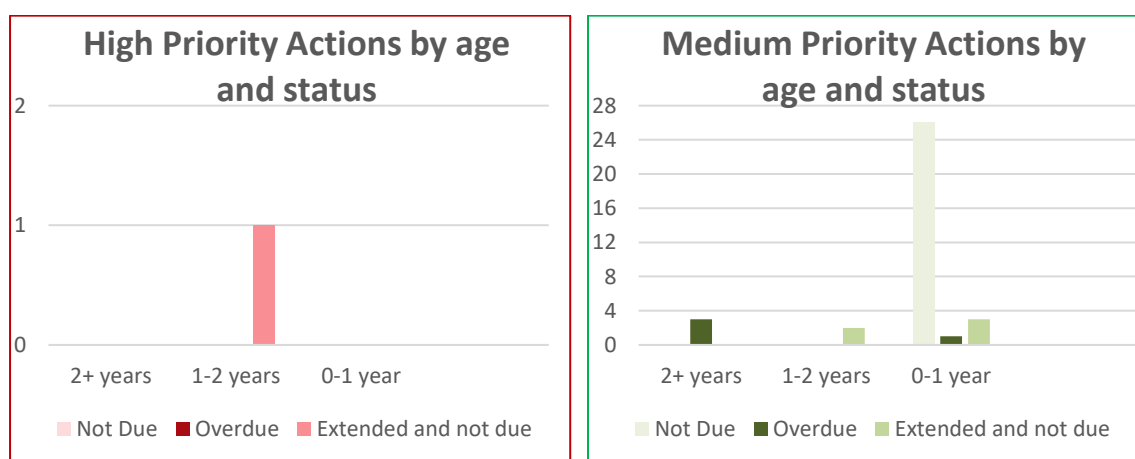 High Priority Actions by age
and status
2
1
0
2+ years 1-2 years 0-1 year
Not Due Overdue Extended and not due
Medium Priority Actions by
age and status
28
24
20
16
12
8
4
0
2+ years 1-2 years 0-1 year
Not Due Overdue Extended and not due